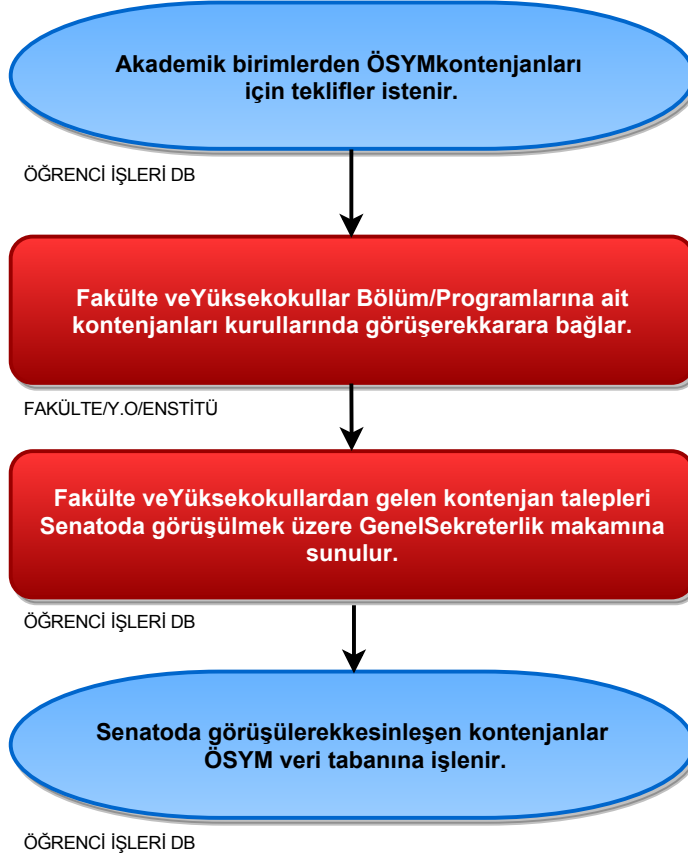 Akademik birimlerden ÖSYMkontenjanları
için teklifler istenir.
ÖĞRENCİ İŞLERİ DB
Fakülte veYüksekokullar Bölüm/Programlarına ait
kontenjanları kurullarında görüşerekkarara bağlar.
FAKÜLTE/Y.O/ENSTİTÜ
Fakülte veYüksekokullardan gelen kontenjan talepleri
Senatoda görüşülmek üzere GenelSekreterlik makamına
sunulur.
ÖĞRENCİ İŞLERİ DB
Senatoda görüşülerekkesinleşen kontenjanlar
ÖSYM veri tabanına işlenir.
ÖĞRENCİ İŞLERİ DB